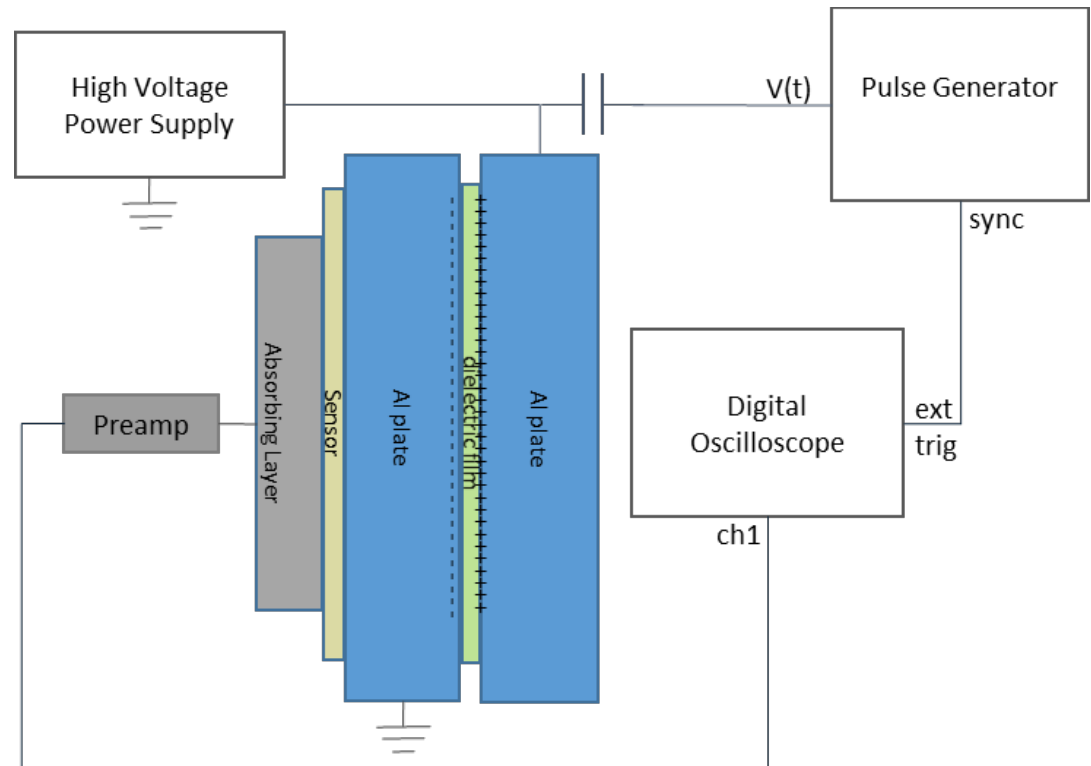 High Voltage
Power Supply
V(t)
Pulse Generator
sync
Absorbing Layer
Sensor
Al plate
dielectric film
Al plate
Preamp
Digital
Oscilloscope
ext
trig
ch1